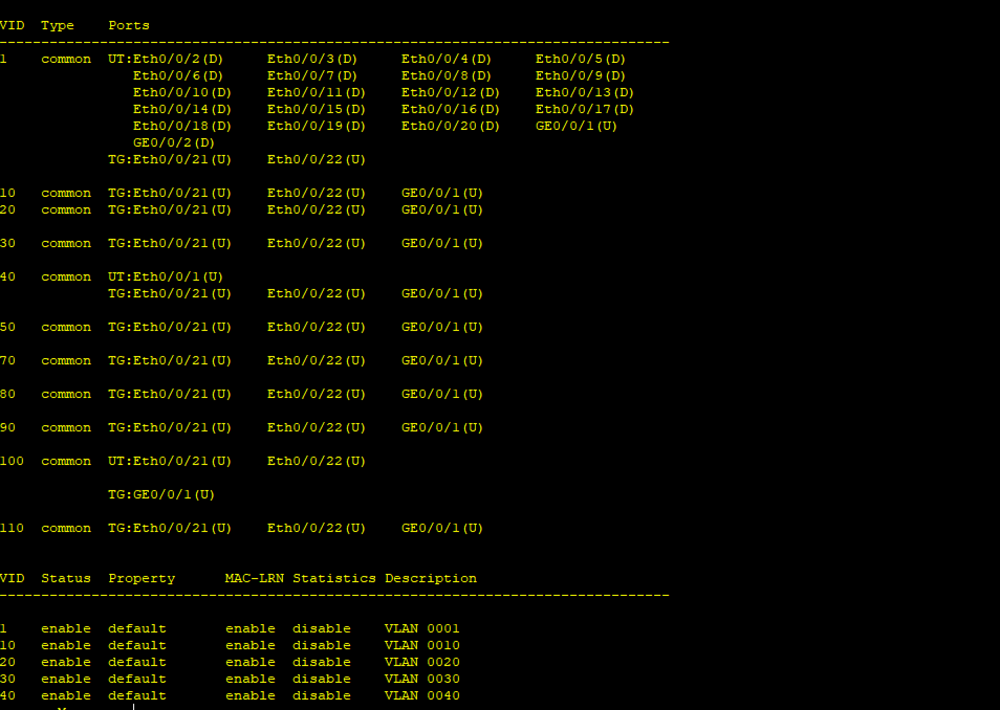 VID  Type    Ports
--------------------------------------------------------------------------------
1    common  UT:Eth0/0/2(D)     Eth0/0/3(D)     Eth0/0/4(D)     Eth0/0/5(D)
                Eth0/0/6(D)     Eth0/0/7(D)     Eth0/0/8(D)     Eth0/0/9(D)
                Eth0/0/10(D)    Eth0/0/11(D)    Eth0/0/12(D)    Eth0/0/13(D)
                Eth0/0/14(D)    Eth0/0/15(D)    Eth0/0/16(D)    Eth0/0/17(D)
                Eth0/0/18(D)    Eth0/0/19(D)    Eth0/0/20(D)    GE0/0/1(U)
                GE0/0/2(D)
             TG:Eth0/0/21(U)    Eth0/0/22(U)
10   common  TG:Eth0/0/21(U)    Eth0/0/22(U)    GE0/0/1(U)
20   common  TG:Eth0/0/21(U)    Eth0/0/22(U)    GE0/0/1(U)
30   common  TG:Eth0/0/21(U)    Eth0/0/22(U)    GE0/0/1(U)
40   common  UT:Eth0/0/1(U)
             TG:Eth0/0/21(U)    Eth0/0/22(U)    GE0/0/1(U)
50   common  TG:Eth0/0/21(U)    Eth0/0/22(U)    GE0/0/1(U)
70   common  TG:Eth0/0/21(U)    Eth0/0/22(U)    GE0/0/1(U)
80   common  TG:Eth0/0/21(U)    Eth0/0/22(U)    GE0/0/1(U)
90   common  TG:Eth0/0/21(U)    Eth0/0/22(U)    GE0/0/1(U)
100  common  UT:Eth0/0/21(U)    Eth0/0/22(U)
             TG:GE0/0/1(U)
110  common  TG:Eth0/0/21(U)    Eth0/0/22(U)    GE0/0/1(U)
VID  Status  Property      MAC-LRN Statistics Description
--------------------------------------------------------------------------------
1    enable  default       enable  disable    VLAN 0001
10   enable  default       enable  disable    VLAN 0010
20   enable  default       enable  disable    VLAN 0020
30   enable  default       enable  disable    VLAN 0030
40   enable  default       enable  disable    VLAN 0040